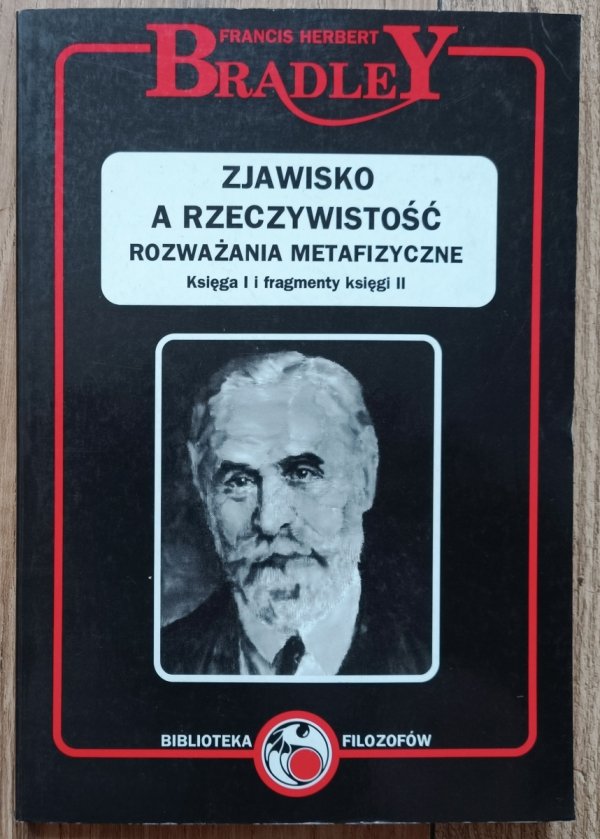 FRANCIS HERBERT
BRADLEY
ZJAWISKO
A RZECZYWISTOŚĆ
ROZWAŻANIA METAFIZYCZNE
Księga I i fragmenty księgi II
BIBLIOTEKA FILOZOFÓW